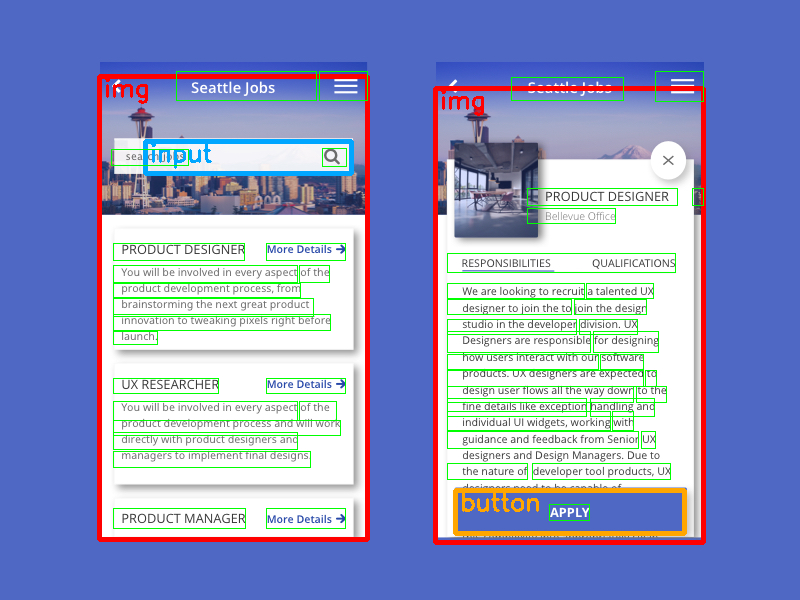 Seattle Jobs
img
search jobs
input
PRODUCT DESIGNER
More Details →
You will be involved in every aspect of the
product development process, from
brainstorming the next great product
innovation to tweaking pixels right before
launch.
UX RESEARCHER
More Details →
You will be involved in every aspect of the
product development process and will work
directly with product designers and
managers to implement final designs.
PRODUCT MANAGER
More Details →
Seattle Jobs
img
PRODUCT DESIGNER
Bellevue Office
RESPONSIBILITIES
QUALIFICATIONS
We are looking to recruit a talented UX
designer to join the to join the design
studio in the developer division. UX
Designers are responsible for designing
how users interact with our software
products. UX designers are expected to
design user flows all the way down to the
fine details like exception handling and
individual UI widgets, working with
guidance and feedback from Senior UX
designers and Design Managers. Due to
the nature of developer tool products, UX
designers need to be capable of
button
APPLY